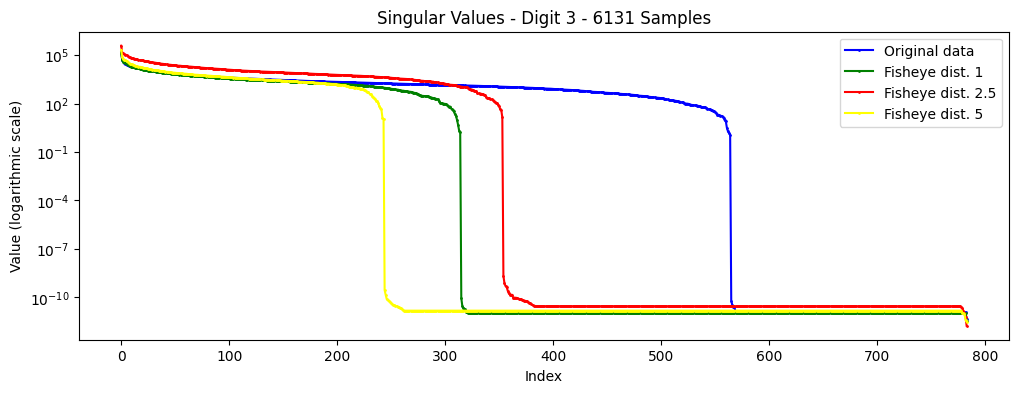 Singular Values - Digit 3 - 6131 Samples
Value (logarithmic scale)
10^5
10^2
10^-1
10^-4
10^-7
10^-10
Original data
Fisheye dist. 1
Fisheye dist. 2.5
Fisheye dist. 5
0 100 200 300 400 500 600 700 800
Index